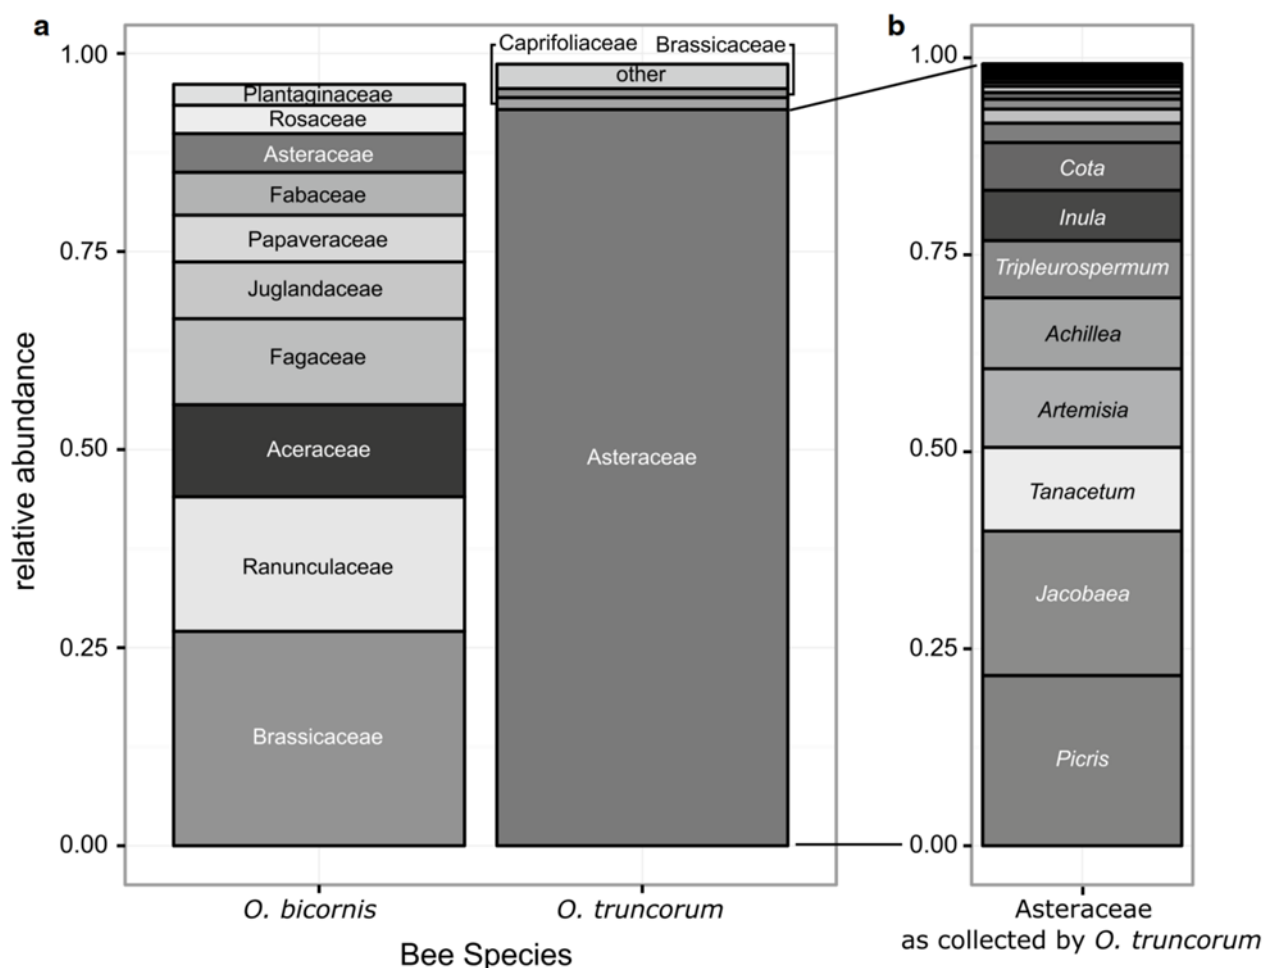 a
b
relative abundance
1.00
0.75
0.50
0.25
0.00
Plantaginaceae
Rosaceae
Asteraceae
Fabaceae
Papaveraceae
Juglandaceae
Fagaceae
Aceraceae
Ranunculaceae
Brassicaceae
Caprifoliaceae Brassicaceae
other
Asteraceae
O. bicornis
O. truncorum
Bee Species
1.00
0.75
0.50
0.25
0.00
Cota
Inula
Tripleurospermum
Achillea
Artemisia
Tanacetum
Jacobaea
Picris
Asteraceae
as collected by O. truncorum